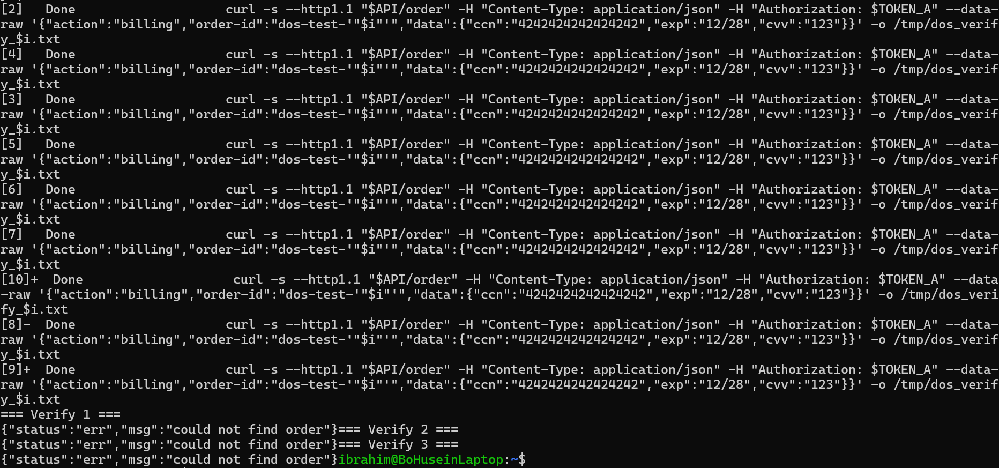 [2]   Done                    curl -s --http1.1 "$API/order" -H "Content-Type: application/json" -H "Authorization: $TOKEN_A" --data-
raw '{"action":"billing","order-id":"dos-test-'"$i"'","data":{"ccn":"4242424242424242","exp":"12/28","cvv":"123"}}' -o /tmp/dos_verif
y_$i.txt
[4]   Done                    curl -s --http1.1 "$API/order" -H "Content-Type: application/json" -H "Authorization: $TOKEN_A" --data-
raw '{"action":"billing","order-id":"dos-test-'"$i"'","data":{"ccn":"4242424242424242","exp":"12/28","cvv":"123"}}' -o /tmp/dos_verif
y_$i.txt
[3]   Done                    curl -s --http1.1 "$API/order" -H "Content-Type: application/json" -H "Authorization: $TOKEN_A" --data-
raw '{"action":"billing","order-id":"dos-test-'"$i"'","data":{"ccn":"4242424242424242","exp":"12/28","cvv":"123"}}' -o /tmp/dos_verif
y_$i.txt
[5]   Done                    curl -s --http1.1 "$API/order" -H "Content-Type: application/json" -H "Authorization: $TOKEN_A" --data-
raw '{"action":"billing","order-id":"dos-test-'"$i"'","data":{"ccn":"4242424242424242","exp":"12/28","cvv":"123"}}' -o /tmp/dos_verif
y_$i.txt
[6]   Done                    curl -s --http1.1 "$API/order" -H "Content-Type: application/json" -H "Authorization: $TOKEN_A" --data-
raw '{"action":"billing","order-id":"dos-test-'"$i"'","data":{"ccn":"4242424242424242","exp":"12/28","cvv":"123"}}' -o /tmp/dos_verif
y_$i.txt
[7]   Done                    curl -s --http1.1 "$API/order" -H "Content-Type: application/json" -H "Authorization: $TOKEN_A" --data-
raw '{"action":"billing","order-id":"dos-test-'"$i"'","data":{"ccn":"4242424242424242","exp":"12/28","cvv":"123"}}' -o /tmp/dos_verif
y_$i.txt
[10]+  Done                    curl -s --http1.1 "$API/order" -H "Content-Type: application/json" -H "Authorization: $TOKEN_A" --data
-raw '{"action":"billing","order-id":"dos-test-'"$i"'","data":{"ccn":"4242424242424242","exp":"12/28","cvv":"123"}}' -o /tmp/dos_veri
fy_$i.txt
[8]-  Done                    curl -s --http1.1 "$API/order" -H "Content-Type: application/json" -H "Authorization: $TOKEN_A" --data-
raw '{"action":"billing","order-id":"dos-test-'"$i"'","data":{"ccn":"4242424242424242","exp":"12/28","cvv":"123"}}' -o /tmp/dos_verif
y_$i.txt
[9]+  Done                    curl -s --http1.1 "$API/order" -H "Content-Type: application/json" -H "Authorization: $TOKEN_A" --data-
raw '{"action":"billing","order-id":"dos-test-'"$i"'","data":{"ccn":"4242424242424242","exp":"12/28","cvv":"123"}}' -o /tmp/dos_verif
y_$i.txt
=== Verify 1 ===
{"status":"err","msg":"could not find order"}=== Verify 2 ===
{"status":"err","msg":"could not find order"}=== Verify 3 ===
{"status":"err","msg":"could not find order"}ibrahim@BoHuseinLaptop:~$